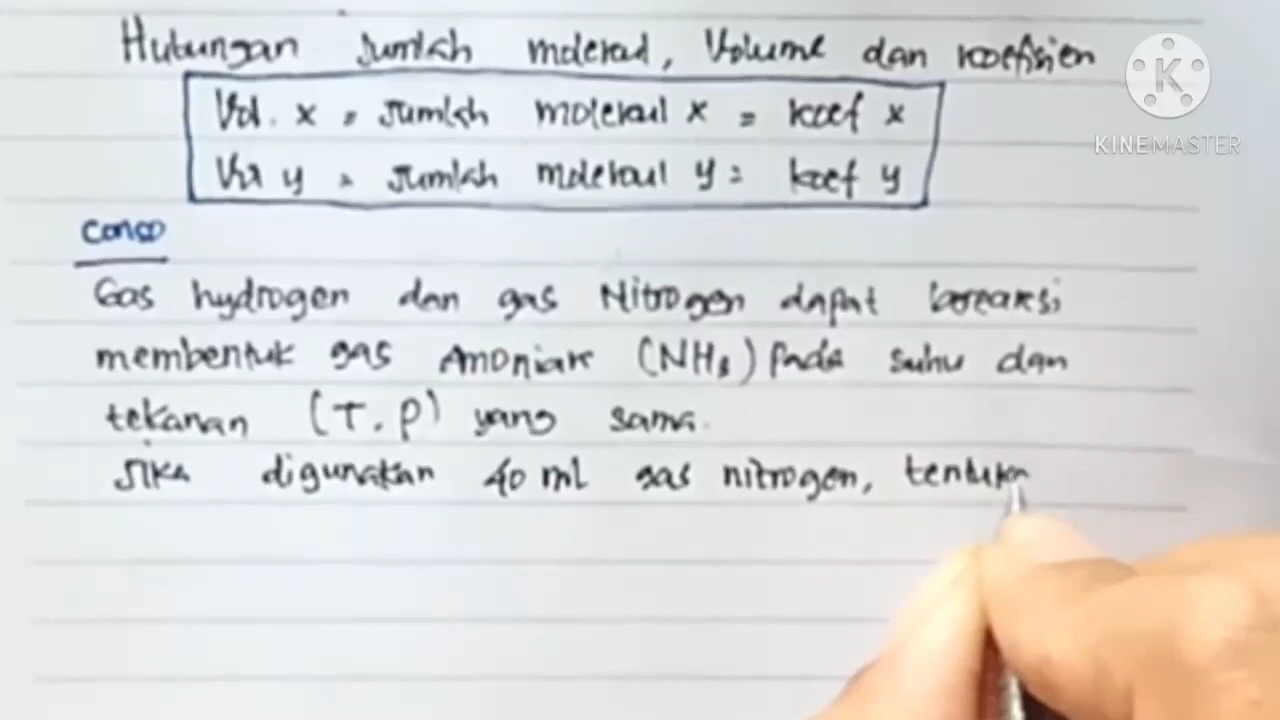 Hubungan Jumlah molekul, Volume dan koefisien
Vol. x = Jumlah molekul x = koef x
Vol y = Jumlah molekul y = koef y
Contoh
Gas hydrogen dan gas Nitrogen dapat bereaksi
membentuk gas Amoniak (NH3) pada suhu dan
tekanan (T, P) yang sama.
Jika digunakan 40 ml gas nitrogen, tentukan
KINEMASTER